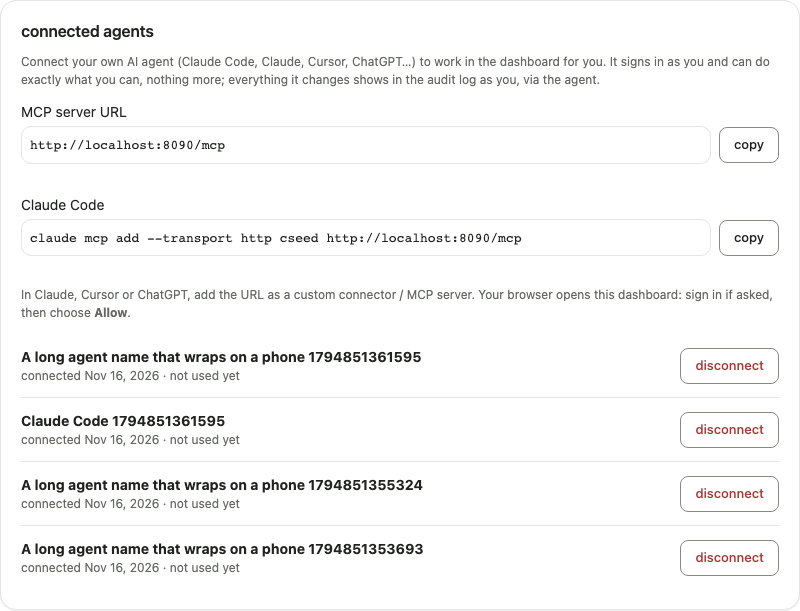 connected agents
Connect your own AI agent (Claude Code, Claude, Cursor, ChatGPT...) to work in the dashboard for you. It signs in as you and can do
exactly what you can, nothing more; everything it changes shows in the audit log as you, via the agent.
MCP server URL
http://localhost:8090/mcp
copy
Claude Code
claude mcp add --transport http cseed http://localhost:8090/mcp
copy
In Claude, Cursor or ChatGPT, add the URL as a custom connector / MCP server. Your browser opens this dashboard: sign in if asked,
then choose Allow.
A long agent name that wraps on a phone 1794851361595
connected Nov 16, 2026 · not used yet
disconnect
Claude Code 1794851361595
connected Nov 16, 2026 · not used yet
disconnect
A long agent name that wraps on a phone 1794851355324
connected Nov 16, 2026 · not used yet
disconnect
A long agent name that wraps on a phone 1794851353693
connected Nov 16, 2026 · not used yet
disconnect